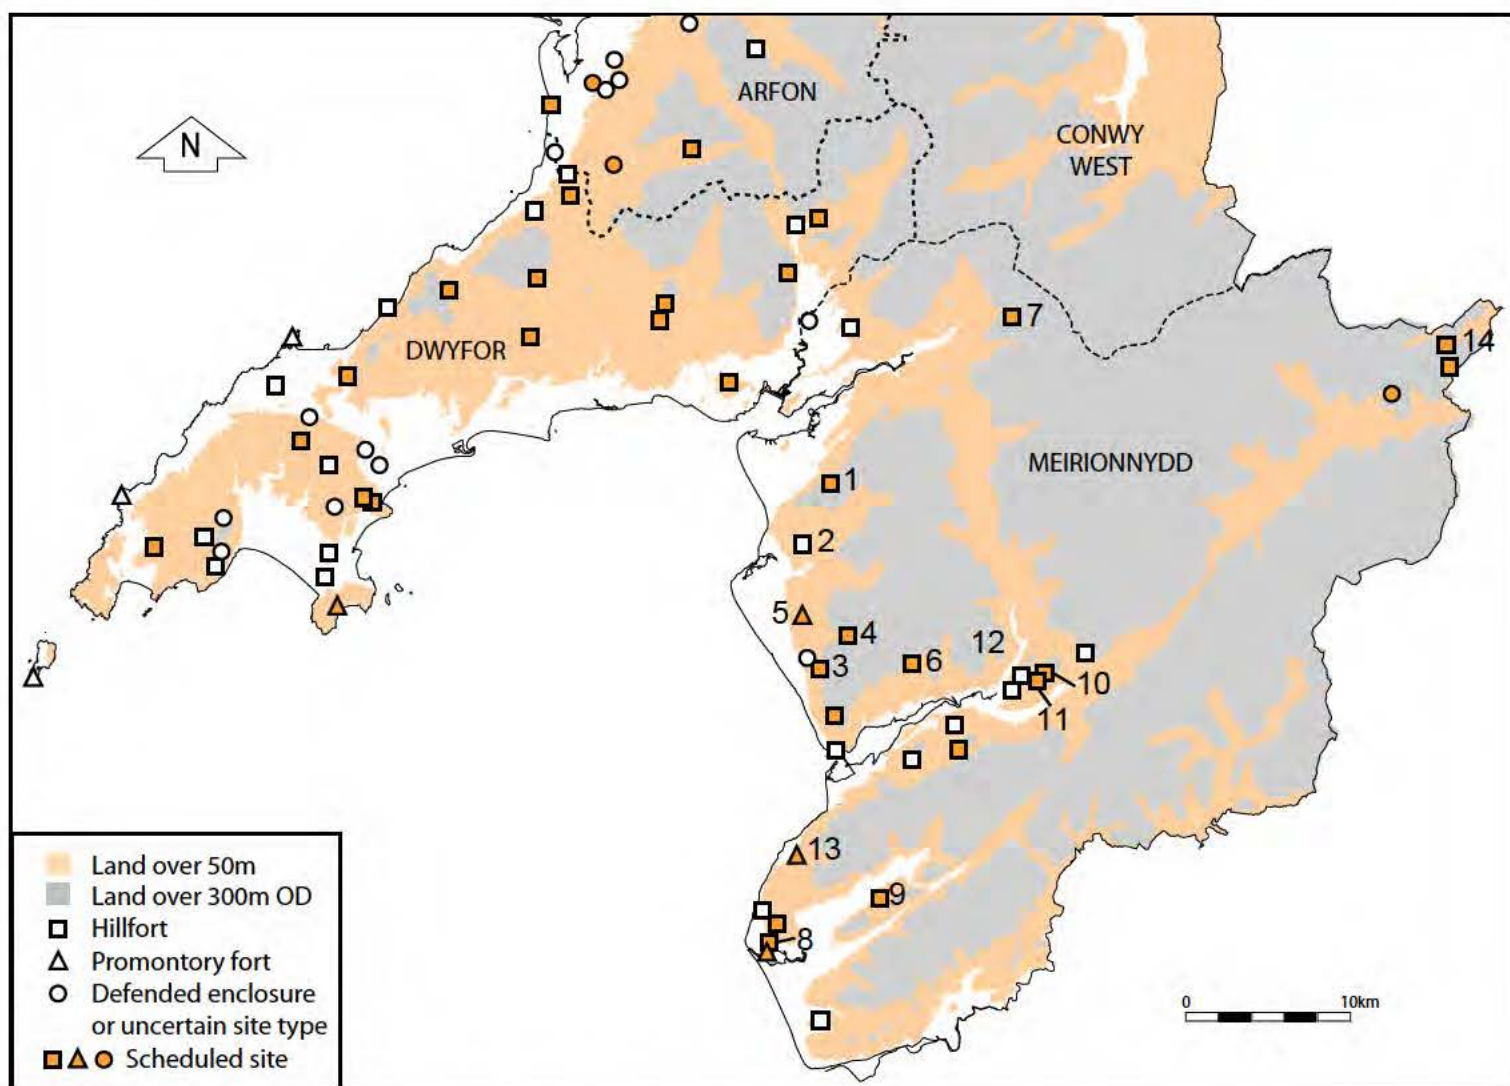 N
ARFON
CONWY
WEST
DWYFOR
7
14
MEIRIONNYDD
1
2
5
4
3
6
12
10
11
13
9
8
0 10km
Land over 50m
Land over 300m OD
Hillfort
Promontory fort
Defended enclosure
or uncertain site type
Scheduled site